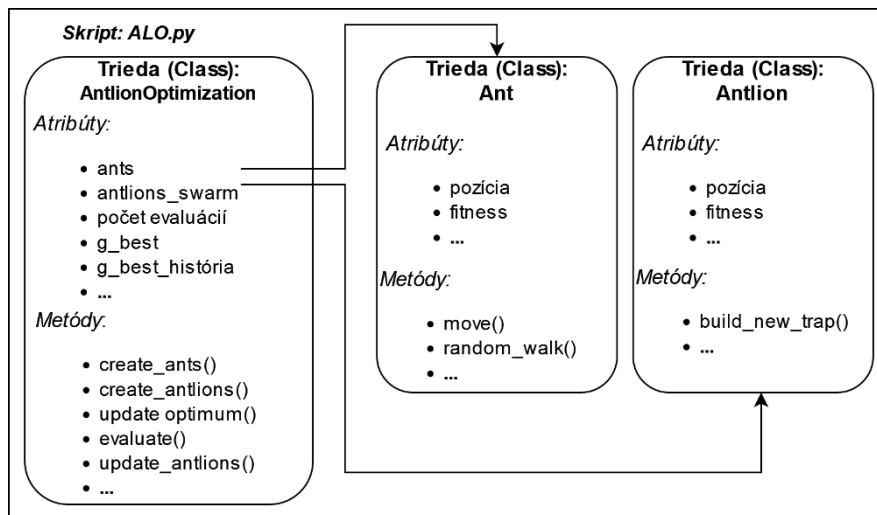 Skript: ALO.py
Trieda (Class):
AntlionOptimization
Atribúty:
• ants
• antlions_swarm
• počet evaluácií
• g_best
• g_best_história
• ...
Metódy:
• create_ants()
• create_antlions()
• update optimum()
• evaluate()
• update_antlions()
• ...
Trieda (Class):
Ant
Atribúty:
• pozícia
• fitness
• ...
Metódy:
• move()
• random_walk()
• ...
Trieda (Class):
Antlion
Atribúty:
• pozícia
• fitness
• ...
Metódy:
• build_new_trap()
• ...